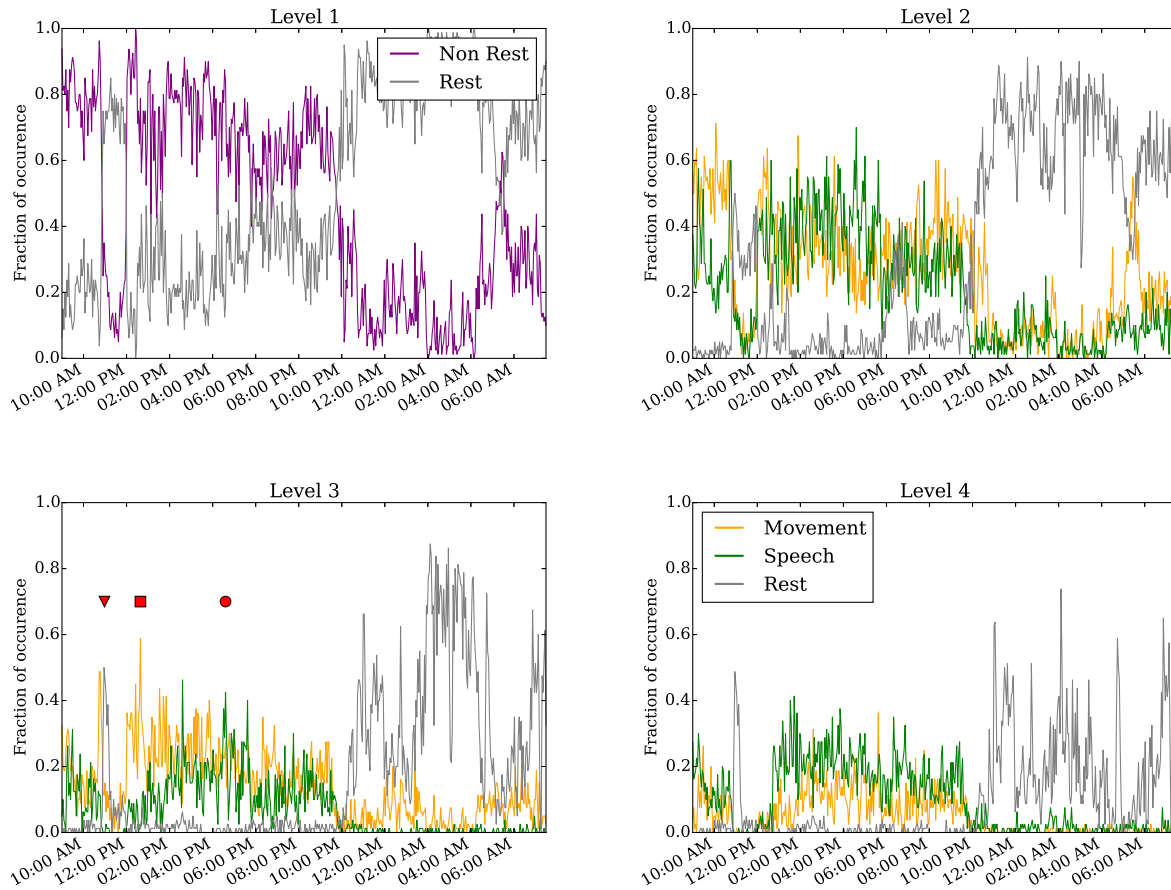 Level 1
Level 2
1.0
0.8
0.6
0.4
0.2
0.0
Fraction of occurence
Non Rest
Rest
10:00 AM
12:00 PM
02:00 PM
04:00 PM
06:00 PM
08:00 PM
10:00 PM
12:00 AM
02:00 AM
04:00 AM
06:00 AM
1.0
0.8
0.6
0.4
0.2
0.0
Fraction of occurence
10:00 AM
12:00 PM
02:00 PM
04:00 PM
06:00 PM
08:00 PM
10:00 PM
12:00 AM
02:00 AM
04:00 AM
06:00 AM
Level 3
Level 4
1.0
0.8
0.6
0.4
0.2
0.0
Fraction of occurence
10:00 AM
12:00 PM
02:00 PM
04:00 PM
06:00 PM
08:00 PM
10:00 PM
12:00 AM
02:00 AM
04:00 AM
06:00 AM
1.0
0.8
0.6
0.4
0.2
0.0
Fraction of occurence
Movement
Speech
Rest
10:00 AM
12:00 PM
02:00 PM
04:00 PM
06:00 PM
08:00 PM
10:00 PM
12:00 AM
02:00 AM
04:00 AM
06:00 AM